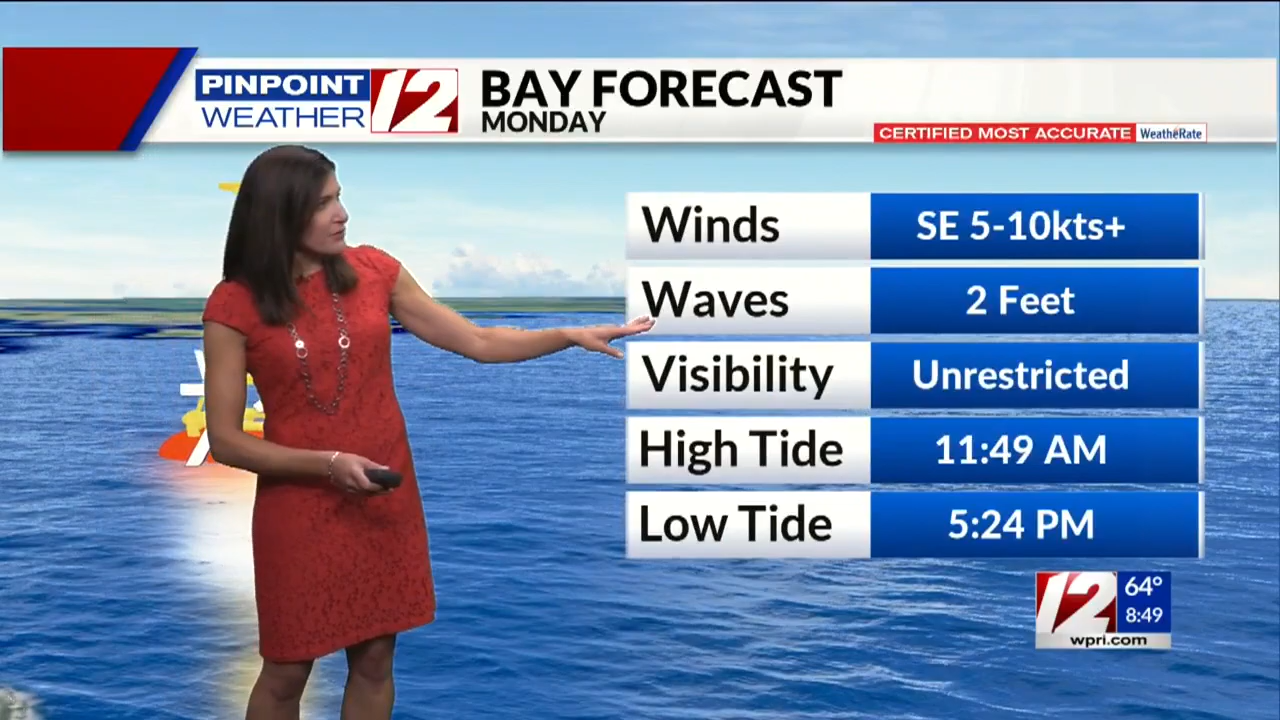 PINPOINT
WEATHER
12
BAY FORECAST
MONDAY
CERTIFIED MOST ACCURATE WeatheRate
Winds SE 5-10kts+
Waves 2 Feet
Visibility Unrestricted
High Tide 11:49 AM
Low Tide 5:24 PM
12 64°
8:49
wpri.com